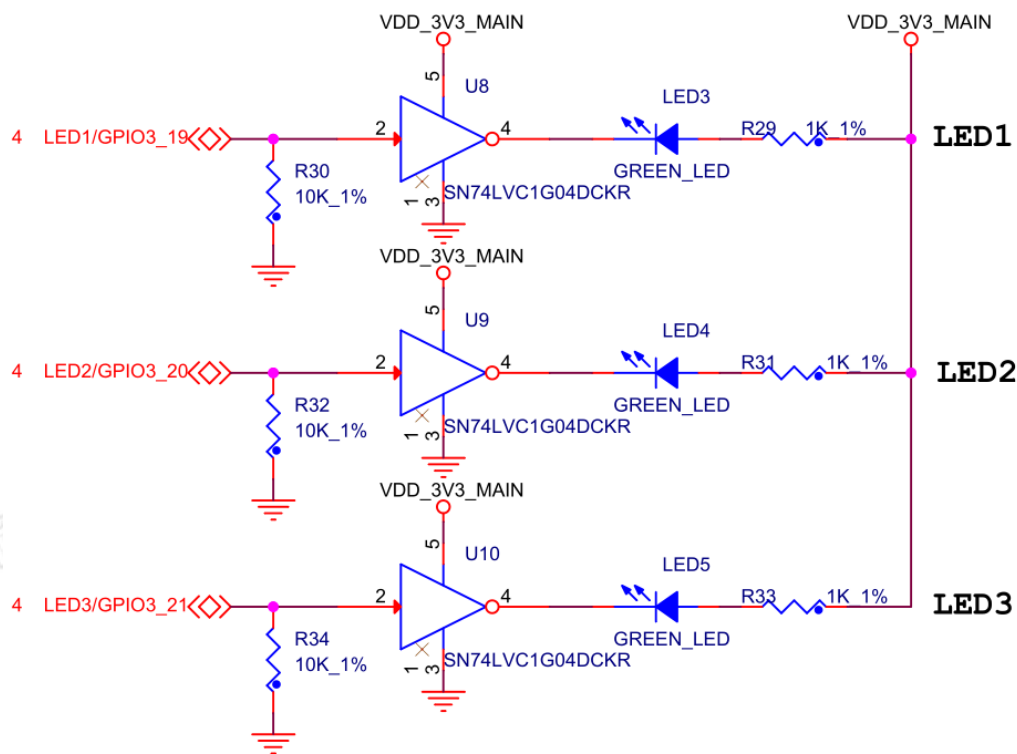 VDD_3V3_MAIN VDD_3V3_MAIN
5 U8
LED3
4 LED1/GPIO3_19 2 4 R29 1K_1% LED1
R30 GREEN_LED
10K_1% 1 3 SN74LVC1G04DCKR
VDD_3V3_MAIN
5 U9
LED4
4 LED2/GPIO3_20 2 4 R31 1K_1% LED2
R32 GREEN_LED
10K_1% 1 3 SN74LVC1G04DCKR
VDD_3V3_MAIN
5 U10
LED5
4 LED3/GPIO3_21 2 4 R33 1K_1% LED3
R34 GREEN_LED
10K_1% 1 3 SN74LVC1G04DCKR